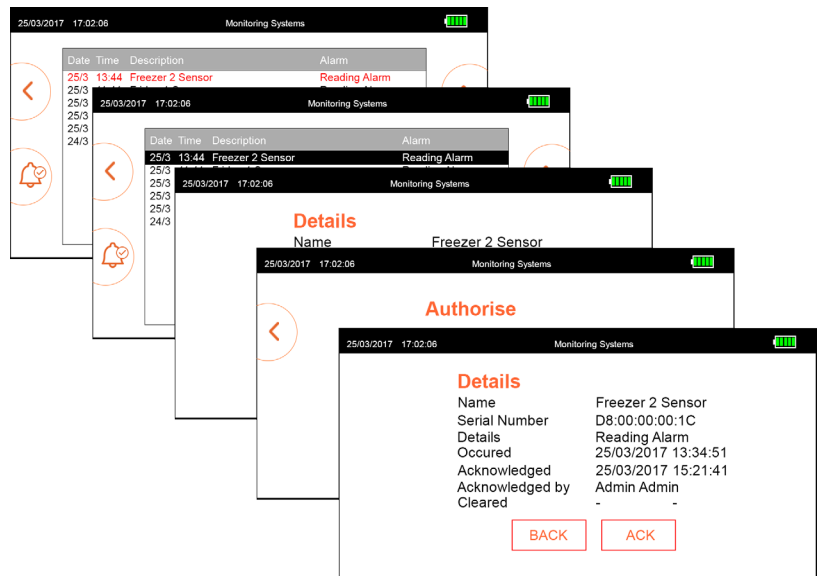 25/03/2017 17:02:06 Monitoring Systems
Date Time Description Alarm
25/3 13:44 Freezer 2 Sensor Reading Alarm
25/3
25/3
25/3
25/3
24/3
25/03/2017 17:02:06 Monitoring Systems
Date Time Description Alarm
25/3 13:44 Freezer 2 Sensor Reading Alarm
25/3
25/3
25/3
25/3
24/3
25/03/2017 17:02:06 Monitoring Systems
Details
Name Freezer 2 Sensor
25/03/2017 17:02:06 Monitoring Systems
Authorise
25/03/2017 17:02:06 Monitoring Systems
Details
Name Freezer 2 Sensor
Serial Number D8:00:00:00:1C
Details Reading Alarm
Occured 25/03/2017 13:34:51
Acknowledged 25/03/2017 15:21:41
Acknowledged by Admin Admin
Cleared - -
BACK ACK